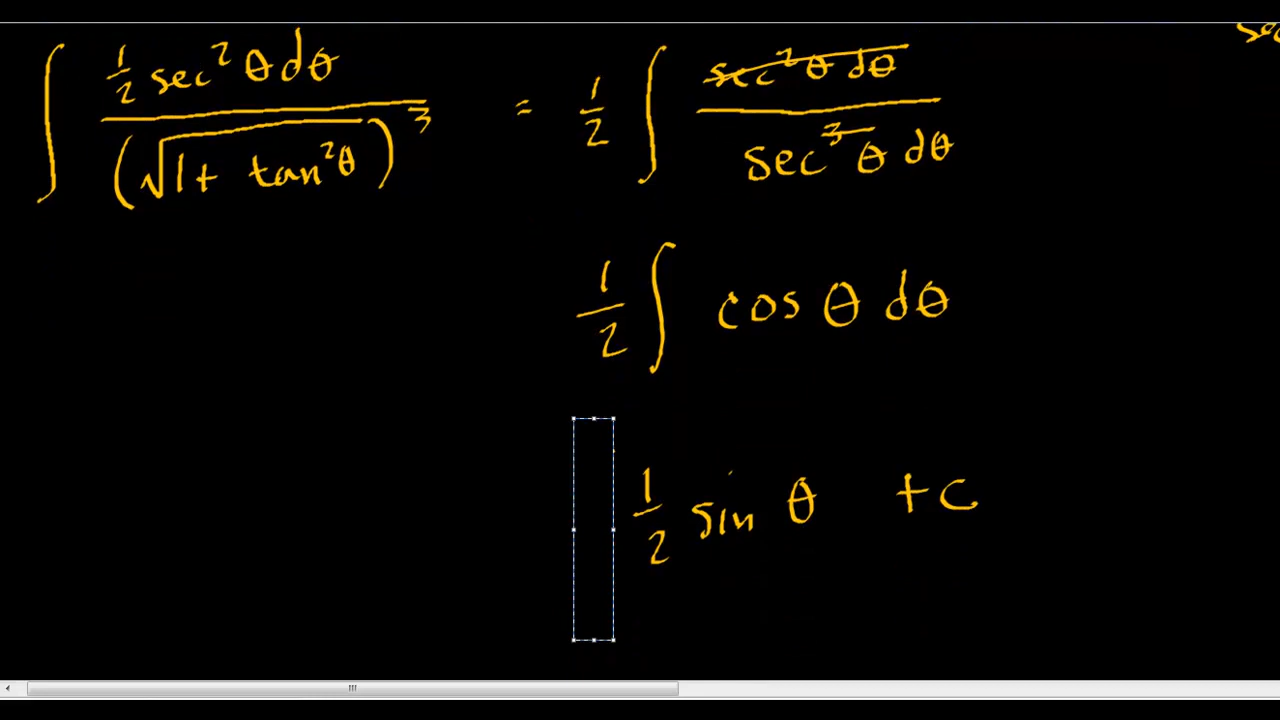 ∫ ½ sec²θ dθ / (√1 + tan²θ)³ = ½ ∫ sec²θ dθ / sec³θ dθ
½ ∫ cos θ dθ
½ sin θ + c